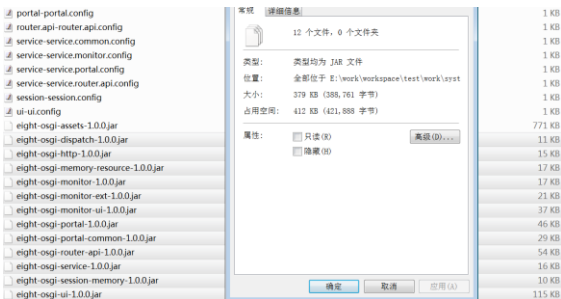 portal-portal.config
router.api-router.api.config
service-service.common.config
service-service.monitor.config
service-service.portal.config
service-service.router.api.config
session-session.config
ui-ui.config
eight-osgi-assets-1.0.0.jar
eight-osgi-dispatch-1.0.0.jar
eight-osgi-http-1.0.0.jar
eight-osgi-memory-resource-1.0.0.jar
eight-osgi-monitor-1.0.0.jar
eight-osgi-monitor-ext-1.0.0.jar
eight-osgi-monitor-ui-1.0.0.jar
eight-osgi-portal-1.0.0.jar
eight-osgi-portal-common-1.0.0.jar
eight-osgi-router-api-1.0.0.jar
eight-osgi-service-1.0.0.jar
eight-osgi-session-memory-1.0.0.jar
eight-osgi-ui-1.0.0.jar
常规 详细信息
12 个文件，0 个文件夹
类型: 类型均为 JAR 文件
位置: 全部位于 E:\work\workspace\test\work\syst
大小: 379 KB (388,761 字节)
占用空间: 412 KB (421,888 字节)
属性: 只读(R) 高级(D)...
隐藏(H)
确定 取消 应用(A)
1 KB
1 KB
1 KB
1 KB
1 KB
1 KB
1 KB
1 KB
771 KB
11 KB
15 KB
17 KB
17 KB
21 KB
37 KB
46 KB
29 KB
54 KB
16 KB
10 KB
115 KB